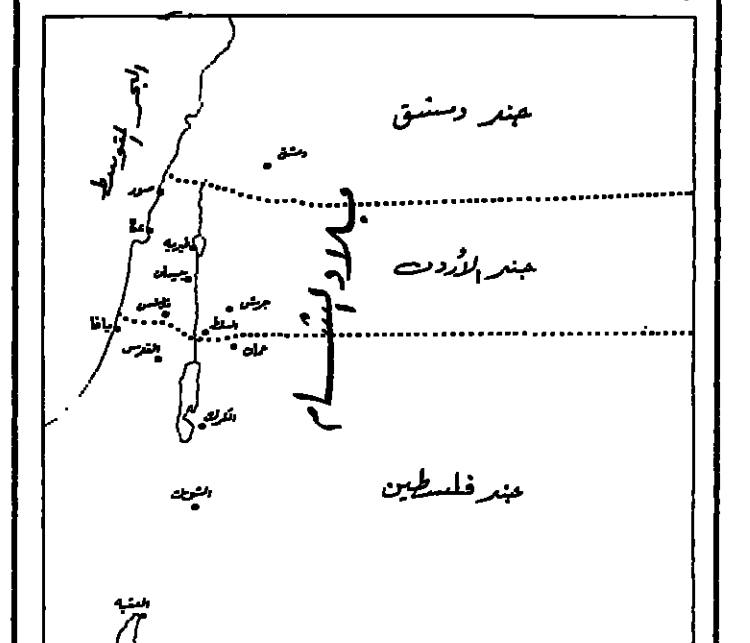 البحر المتوسط
جند دمشق
دمشق
صور
عكا
بلاد الشام
جند الأردن
طبريه
بيسان
نابلس
جرش
السلط
يافا
عمان
القدس
الكرك
جند فلسطين
الشوبك
العقبه